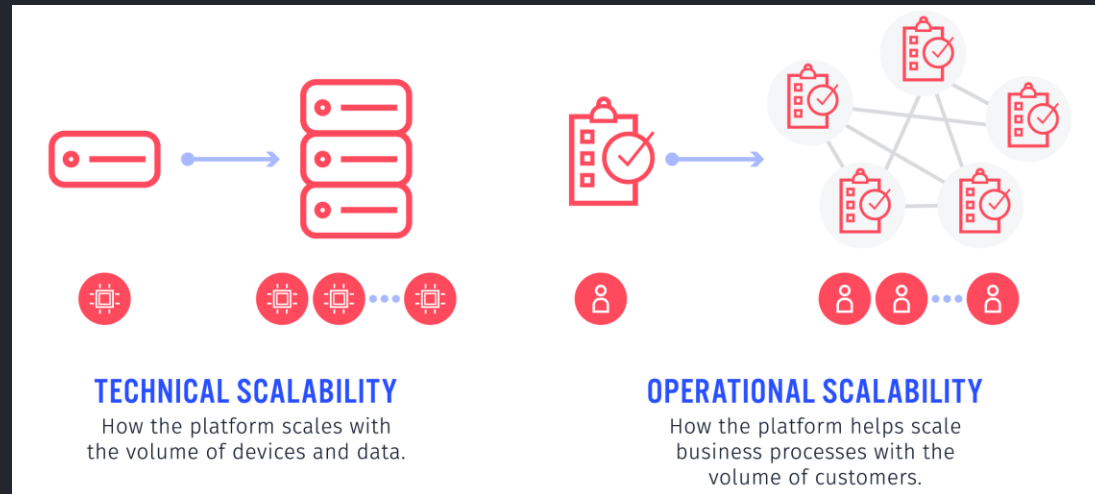 TECHNICAL SCALABILITY
How the platform scales with
the volume of devices and data.
OPERATIONAL SCALABILITY
How the platform helps scale
business processes with the
volume of customers.